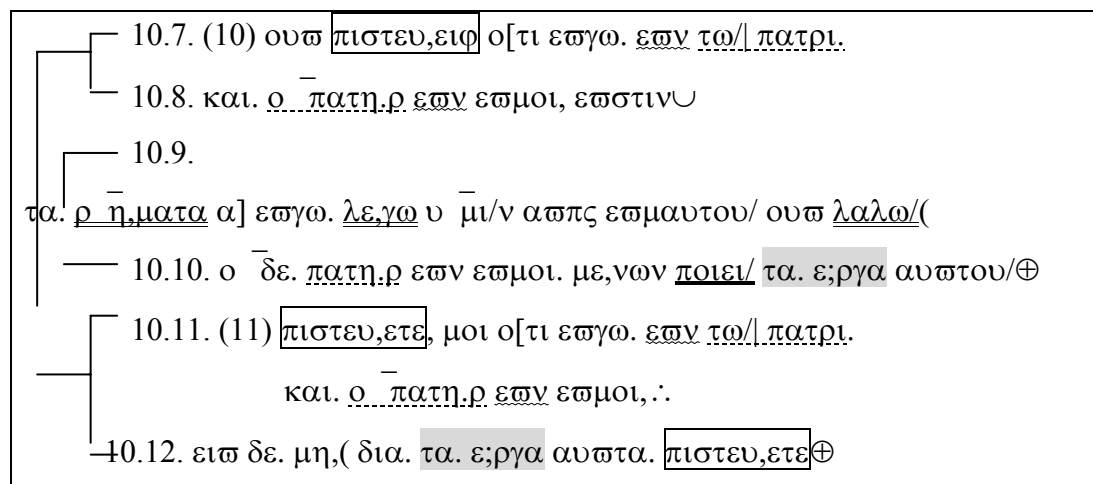 10.7. (10) ουϖ πιστευ,ειφ ο[τι εϖγω. εϖν τω/| πατρι.
10.8. και. ο ̅πατη.ρ εϖν εϖμοι, εϖστιν∪
10.9.
τα. ρ ̅η,ματα α] εϖγω. λε,γω υ ̅μι/ν αϖπς εϖμαυτου/ ουϖ λαλω/(
10.10. ο ̅δε. πατη.ρ εϖν εϖμοι. με,νων ποιει/ τα. ε;ργα αυϖτου/⊕
10.11. (11) πιστευ,ετε, μοι ο[τι εϖγω. εϖν τω/| πατρι.
και. ο ̅πατη.ρ εϖν εϖμοι,∴
10.12. ειϖ δε. μη,( δια. τα. ε;ργα αυϖτα. πιστευ,ετε⊕